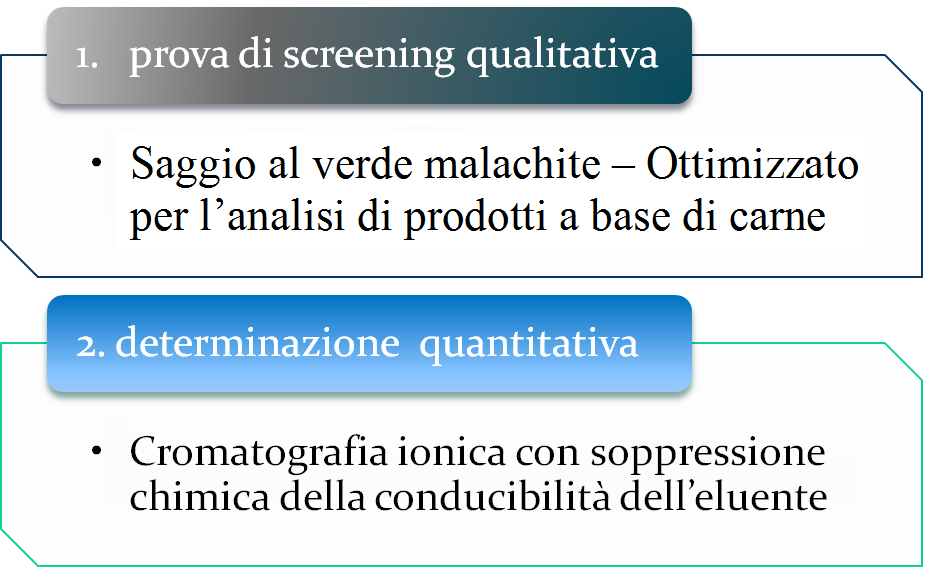 1. prova di screening qualitativa
• Saggio al verde malachite – Ottimizzato
per l’analisi di prodotti a base di carne
2. determinazione quantitativa
• Cromatografia ionica con soppressione
chimica della conducibilità dell’eluente